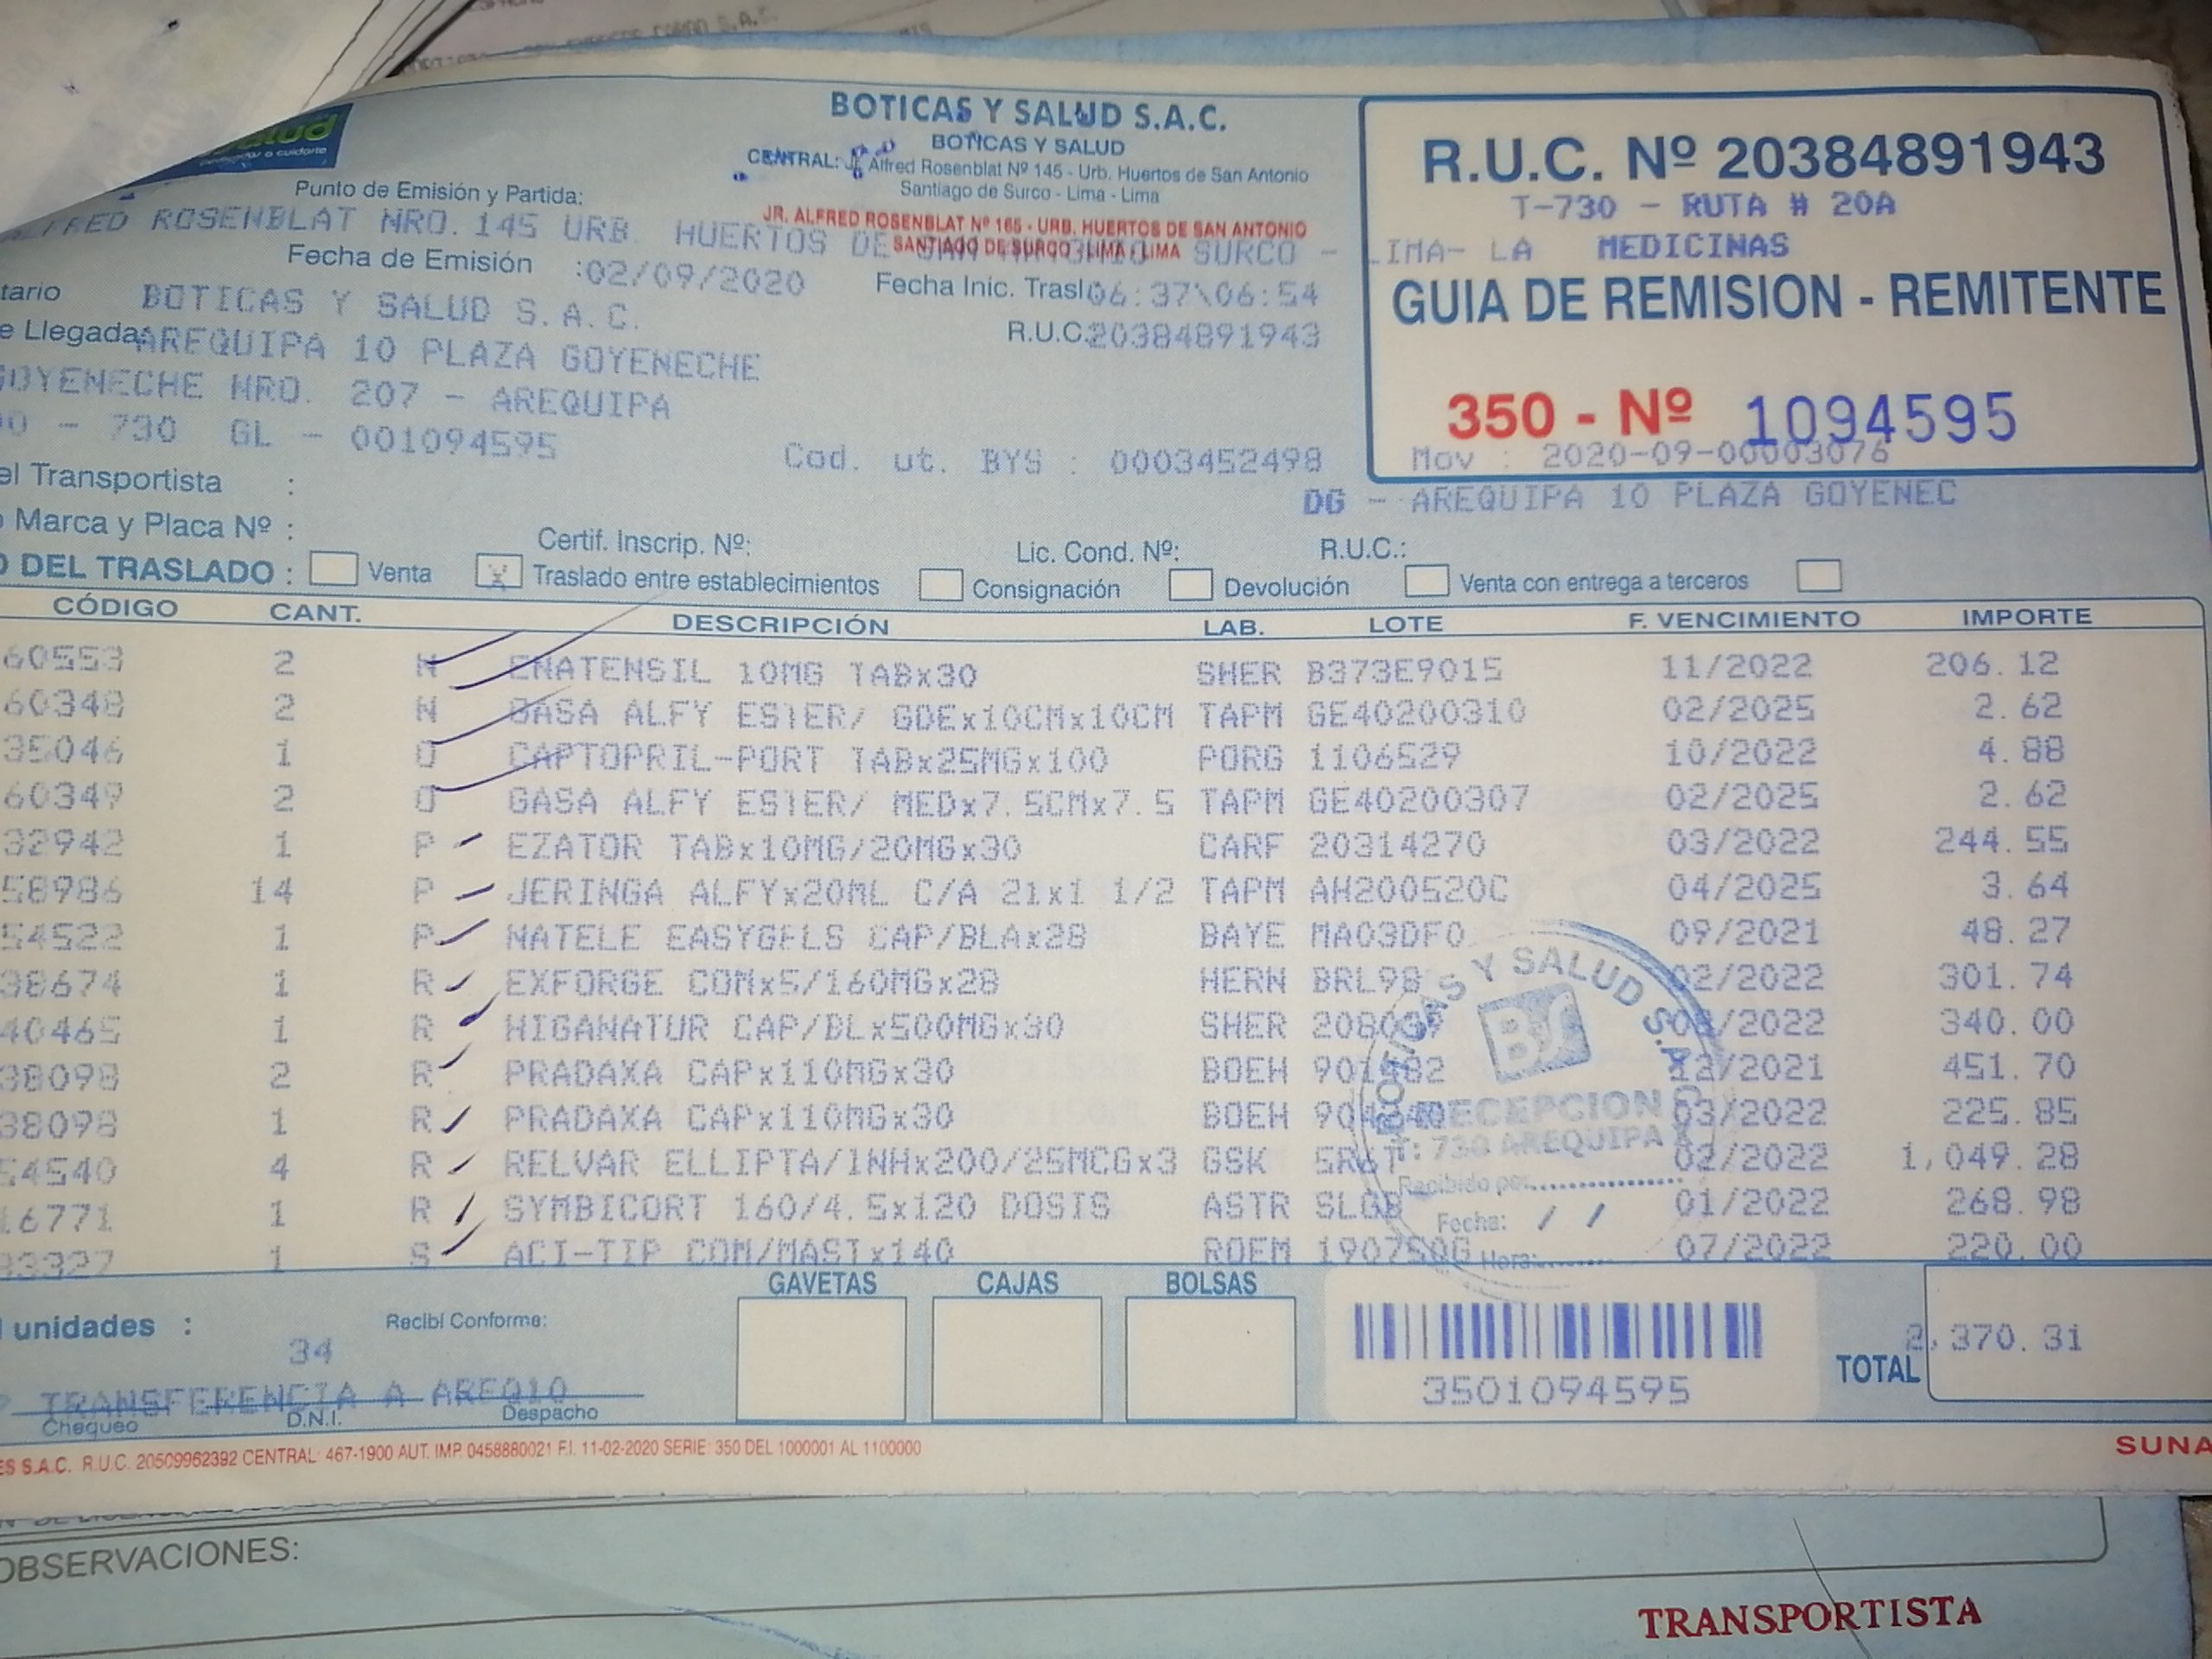 BOTICAS Y SALUD S.A.C.
BOTICAS Y SALUD
CENTRAL: Jr. Alfred Rosenblat Nº 145 - Urb. Huertos de San Antonio
Santiago de Surco - Lima - Lima
JR. ALFRED ROSENBLAT Nº 165 - URB. HUERTOS DE SAN ANTONIO
SANTIAGO DE SURCO - LIMA - LIMA
R.U.C. Nº 20384891943
T-730 - RUTA # 20A
MEDICINAS
GUIA DE REMISION - REMITENTE
350 - Nº 1094595
Mov : 2020-09-00003076
Punto de Emisión y Partida:
ALFRED ROSENBLAT NRO. 145 URB. HUERTOS DE SAN ANTONIO SURCO - LIMA- LA
Fecha de Emisión :02/09/2020 Fecha Inic. Trasl 06:37\06:54
tario BOTICAS Y SALUD S.A.C. R.U.C. 20384891943
e Llegada: AREQUIPA 10 PLAZA GOYENECHE
GOYENECHE NRO. 207 - AREQUIPA
0 - 730 GL - 001094595 Cod. ut. BYS : 0003452498
DG - AREQUIPA 10 PLAZA GOYENEC
el Transportista :
Marca y Placa Nº : Certif. Inscrip. Nº: Lic. Cond. Nº: R.U.C.:
O DEL TRASLADO : Venta X Traslado entre establecimientos Consignación Devolución Venta con entrega a terceros
CÓDIGO CANT. DESCRIPCIÓN LAB. LOTE F. VENCIMIENTO IMPORTE
60553 2 N ENATENSIL 10MG TABx30 SHER B373E9015 11/2022 206.12
60348 2 N GASA ALFY ESTER/ GDEx10CMx10CM TAPM GE40200310 02/2025 2.62
35046 1 O CAPTOPRIL-PORT TABx25MGx100 PORG 1106529 10/2022 4.88
60349 2 O GASA ALFY ESTER/ MEDx7.5CMx7.5 TAPM GE40200307 02/2025 2.62
32942 1 P EZATOR TABx10MG/20MGx30 CARF 20314270 03/2022 244.55
58986 14 P JERINGA ALFYx20ML C/A 21x1 1/2 TAPM AH200520C 04/2025 3.64
54522 1 P NATELE EASYGELS CAP/BLAx28 BAYE MA03DF0 09/2021 48.27
38674 1 R EXFORGE COMx5/160MGx28 HERN BRL98 02/2022 301.74
40465 1 R HIGANATUR CAP/BLx500MGx30 SHER /2022 340.00
38098 2 R PRADAXA CAPx110MGx30 BOEH 12/2021 451.70
38098 1 R PRADAXA CAPx110MGx30 BOEH 03/2022 225.85
54540 4 R RELVAR ELLIPTA/INHx200/25MCGx3 GSK SR6T 02/2022 1,049.28
16771 1 R SYMBICORT 160/4.5x120 DOSIS ASTR SLGB 01/2022 268.98
93327 1 S ACI-TIP COM/MASTx140 ROEM 190750G 07/2022 220.00
BOTICAS Y SALUD S.A.C.
BS
RECEPCION
T: 730 AREQUIPA
Recibido por:
Fecha: / /
Hora:
unidades : 34 Recibí Conforme: GAVETAS CAJAS BOLSAS
TRANSFERENCIA A AREQ10
Chequeo D.N.I. Despacho
3501094595
TOTAL 2,370.31
ES S.A.C. R.U.C. 20509962392 CENTRAL: 467-1900 AUT. IMP. 0458880021 F.I. 11-02-2020 SERIE: 350 DEL 1000001 AL 1100000
SUNA
OBSERVACIONES:
TRANSPORTISTA